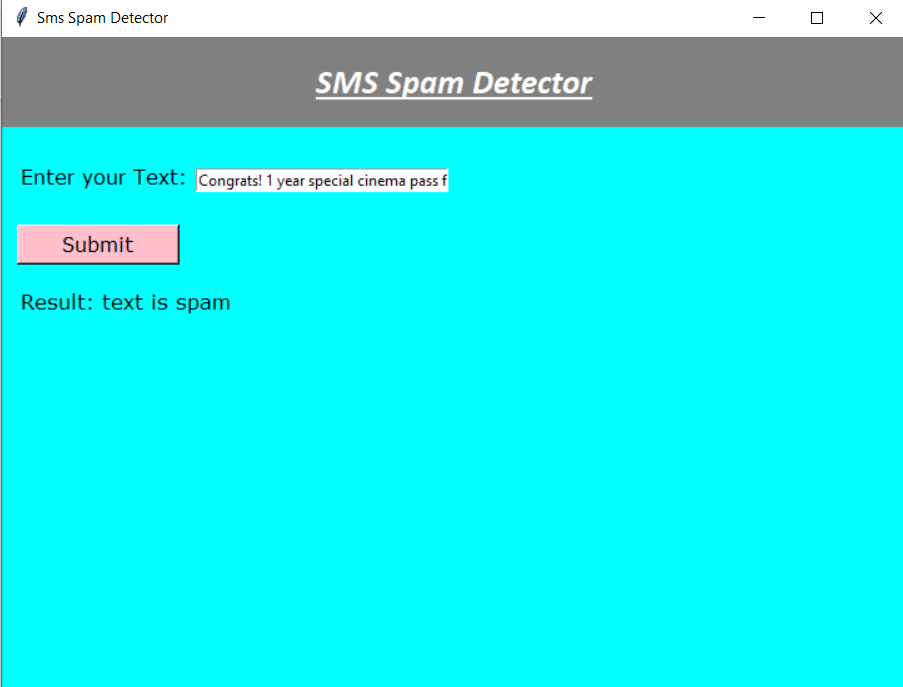 Sms Spam Detector
SMS Spam Detector
Enter your Text: Congrats! 1 year special cinema pass f
Submit
Result: text is spam